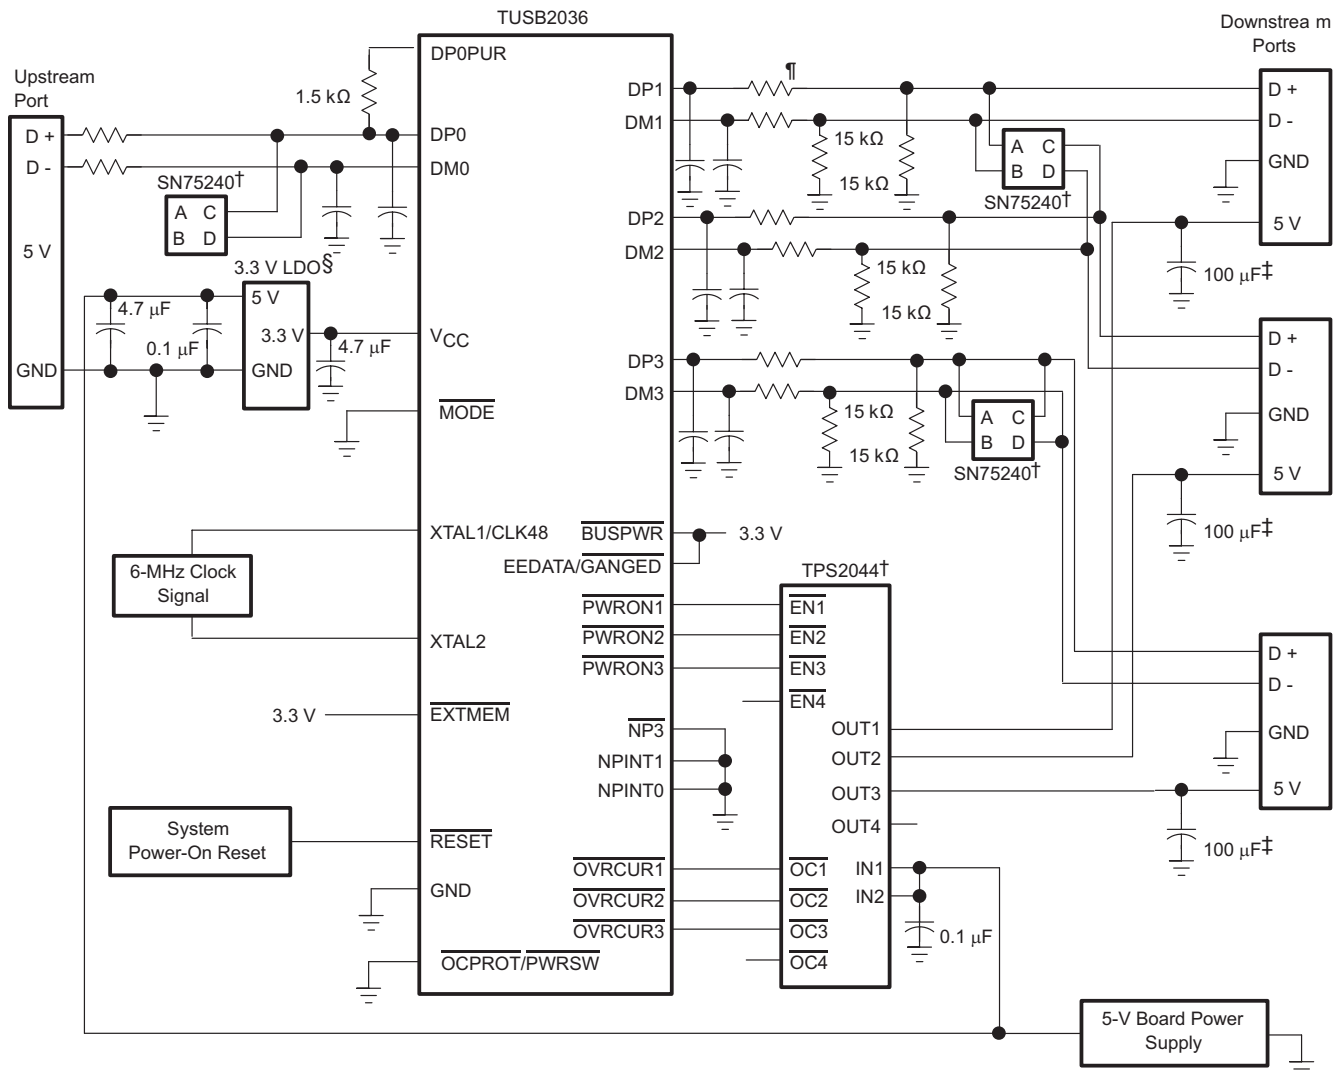 TUSB2036
Downstrea m
Ports
Upstream
Port
D +
D -
5 V
GND
1.5 kΩ
SN75240†
A C
B D
3.3 V LDO§
5 V
3.3 V
GND
4.7 μF
0.1 μF
4.7 μF
6-MHz Clock
Signal
3.3 V
System
Power-On Reset
DP0PUR
DP0
DM0
VCC
MODE
XTAL1/CLK48
XTAL2
EXTMEM
RESET
GND
OCPROT/PWRSW
DP1
DM1
DP2
DM2
DP3
DM3
BUSPWR
EEDATA/GANGED
PWRON1
PWRON2
PWRON3
NP3
NPINT1
NPINT0
OVRCUR1
OVRCUR2
OVRCUR3
¶
15 kΩ
15 kΩ
A C
B D
SN75240†
15 kΩ
15 kΩ
15 kΩ
15 kΩ
A C
B D
SN75240†
3.3 V
TPS2044†
EN1
EN2
EN3
EN4
OUT1
OUT2
OUT3
OUT4
OC1
OC2
OC3
OC4
IN1
IN2
0.1 μF
D +
D -
GND
5 V
100 μF‡
D +
D -
GND
5 V
100 μF‡
D +
D -
GND
5 V
100 μF‡
5-V Board Power
Supply